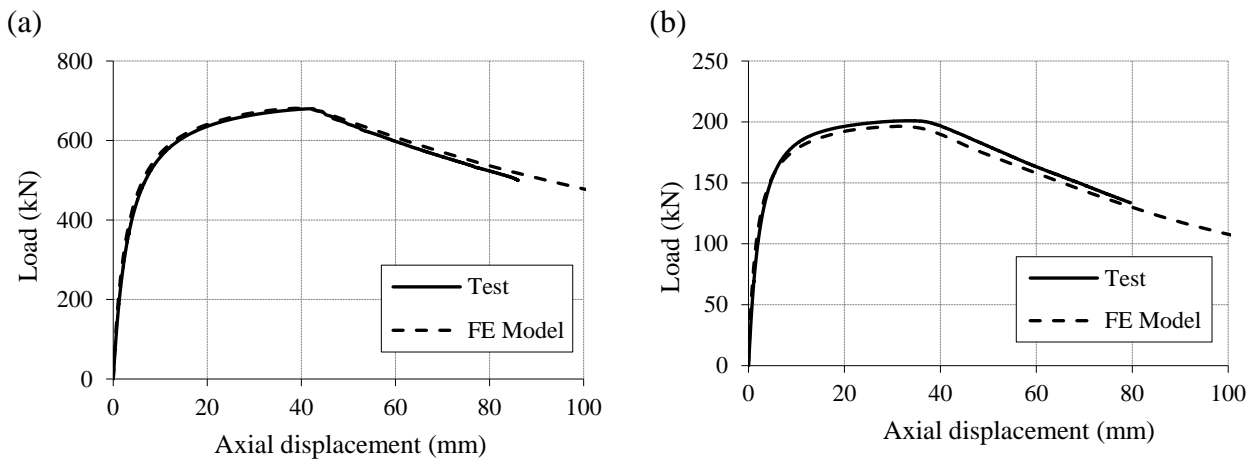 (a)
800
600
400
200
0
Load (kN)
Test
FE Model
0 20 40 60 80 100
Axial displacement (mm)
(b)
250
200
150
100
50
0
Load (kN)
Test
FE Model
0 20 40 60 80 100
Axial displacement (mm)